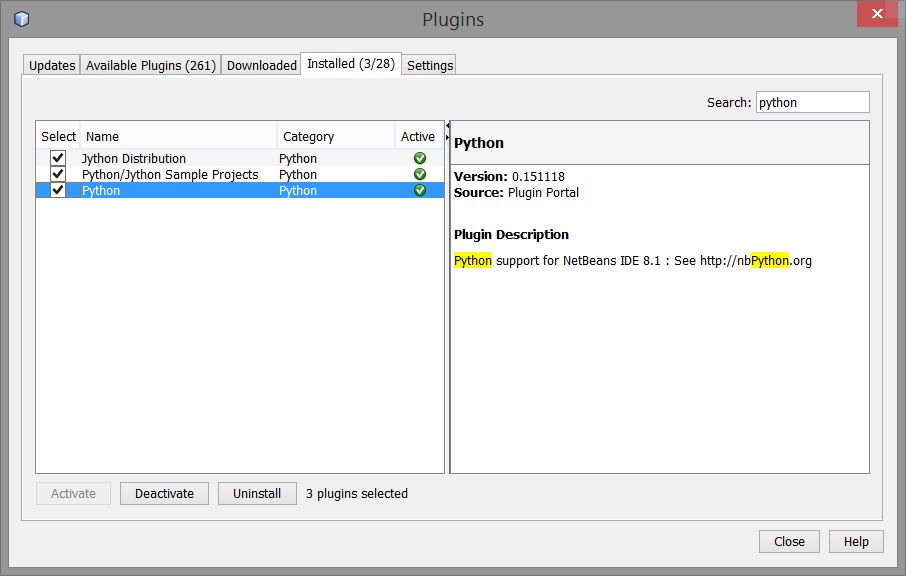 Plugins
Updates Available Plugins (261) Downloaded Installed (3/28) Settings
Search: python
Select Name Category Active
Jython Distribution Python
Python/Jython Sample Projects Python
Python Python
Python
Version: 0.151118
Source: Plugin Portal
Plugin Description
Python support for NetBeans IDE 8.1 : See http://nbPython.org
Activate Deactivate Uninstall 3 plugins selected
Close Help